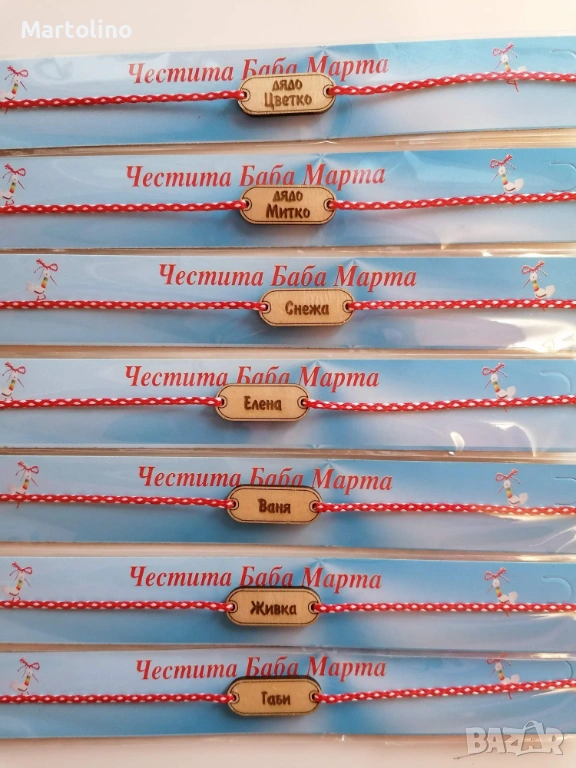 Martolino
Честита Баба Марта
дядо
Цветко
Честита Баба Марта
дядо
Митко
Честита Баба Марта
Снежа
Честита Баба Марта
Елена
Честита Баба Марта
Ваня
Честита Баба Марта
Живка
Честита Баба Марта
Габи
BAZAR